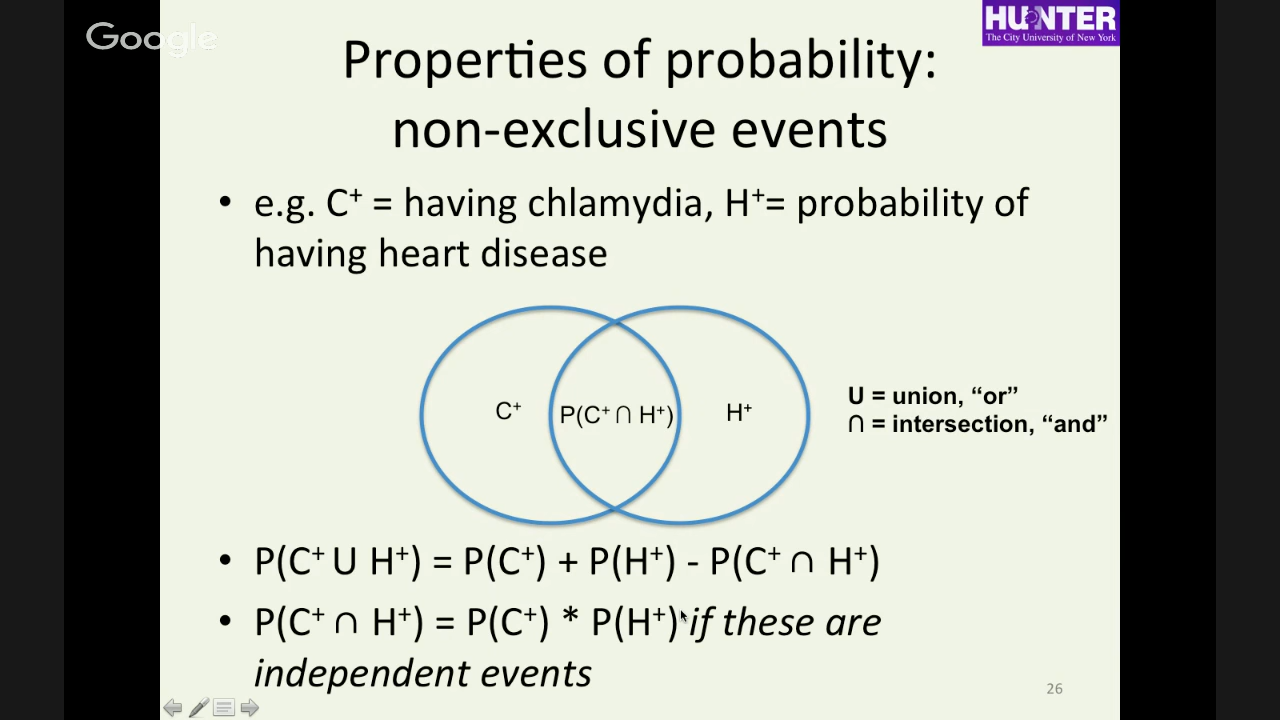 Google
HUNTER
The City University of New York
Properties of probability:
non-exclusive events
• e.g. C⁺ = having chlamydia, H⁺= probability of
having heart disease
C⁺
P(C⁺ ∩ H⁺)
H⁺
U = union, “or”
∩ = intersection, “and”
• P(C⁺ U H⁺) = P(C⁺) + P(H⁺) - P(C⁺ ∩ H⁺)
• P(C⁺ ∩ H⁺) = P(C⁺) * P(H⁺) if these are
independent events
26